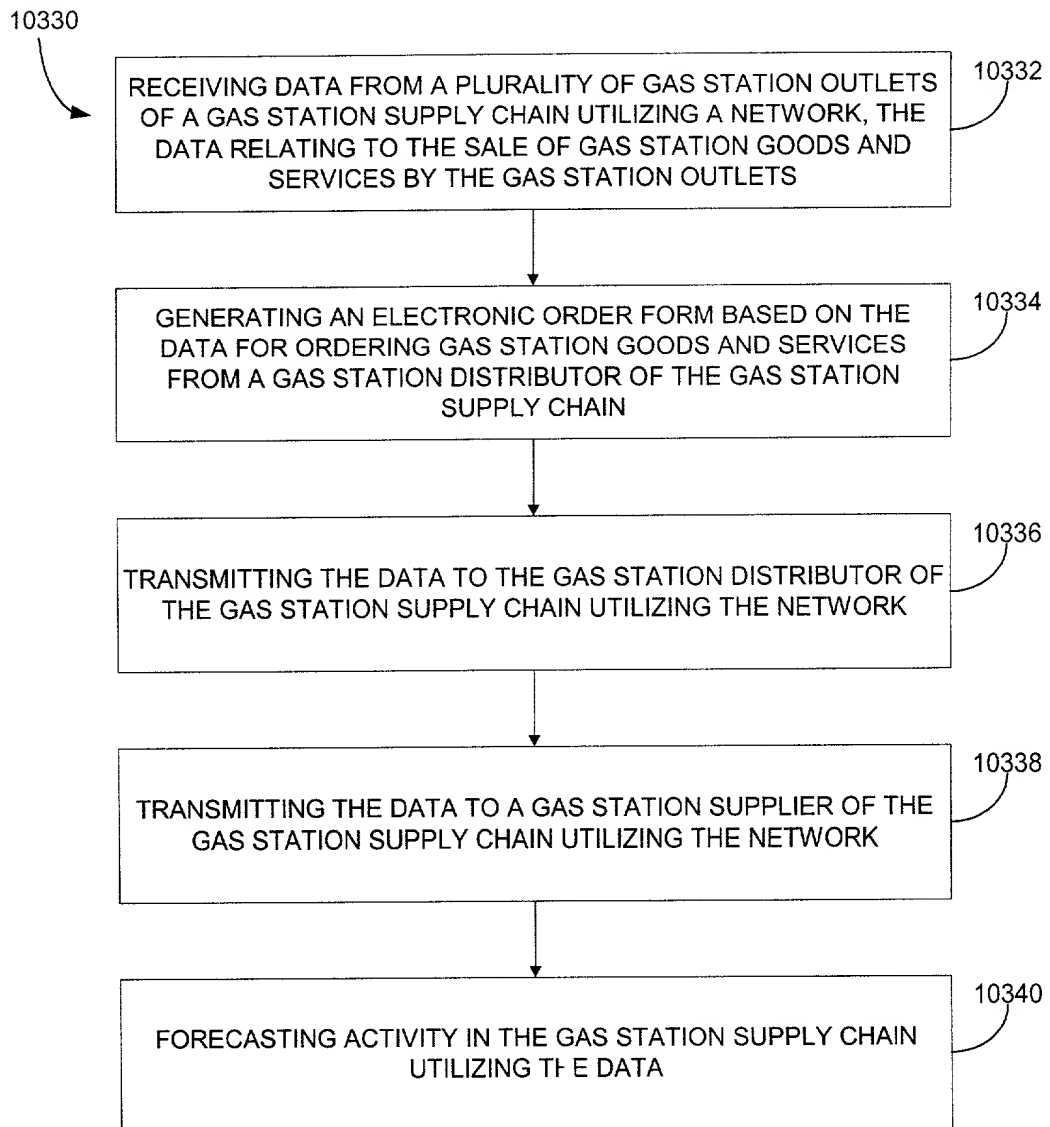 10330
RECEIVING DATA FROM A PLURALITY OF GAS STATION OUTLETS
OF A GAS STATION SUPPLY CHAIN UTILIZING A NETWORK, THE
DATA RELATING TO THE SALE OF GAS STATION GOODS AND
SERVICES BY THE GAS STATION OUTLETS
10332
GENERATING AN ELECTRONIC ORDER FORM BASED ON THE
DATA FOR ORDERING GAS STATION GOODS AND SERVICES
FROM A GAS STATION DISTRIBUTOR OF THE GAS STATION
SUPPLY CHAIN
10334
TRANSMITTING THE DATA TO THE GAS STATION DISTRIBUTOR OF
THE GAS STATION SUPPLY CHAIN UTILIZING THE NETWORK
10336
TRANSMITTING THE DATA TO A GAS STATION SUPPLIER OF THE
GAS STATION SUPPLY CHAIN UTILIZING THE NETWORK
10338
FORECASTING ACTIVITY IN THE GAS STATION SUPPLY CHAIN
UTILIZING THE DATA
10340